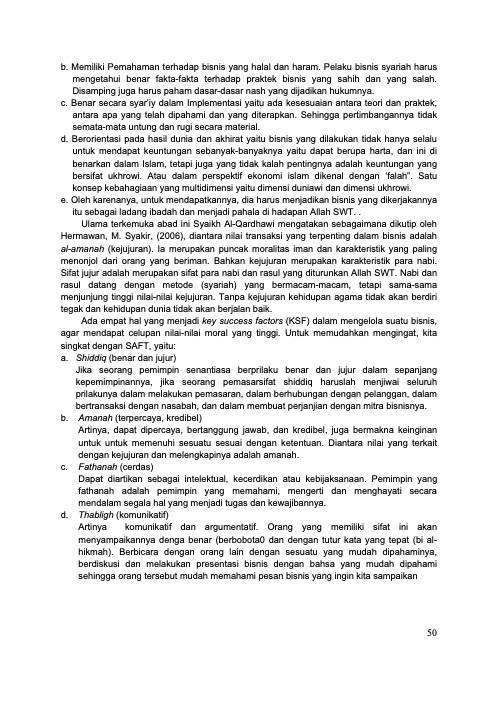 b. Memiliki Pemahaman terhadap bisnis yang halal dan haram. Pelaku bisnis syariah harus
mengetahui benar fakta-fakta terhadap praktek bisnis yang sahih dan yang salah.
Disamping juga harus paham dasar-dasar nash yang dijadikan hukumnya.
c. Benar secara syar'iy dalam Implementasi yaitu ada kesesuaian antara teori dan praktek,
antara apa yang telah dipahami dan yang diterapkan. Sehingga pertimbangannya tidak
semata-mata untung dan rugi secara material.
d. Berorientasi pada hasil dunia dan akhirat yaitu bisnis yang dilakukan tidak hanya selalu
untuk mendapat keuntungan sebanyak-banyaknya yaitu dapat berupa harta, dan ini di
benarkan dalam Islam, tetapi juga yang tidak kalah pentingnya adalah keuntungan yang
bersifat ukhrowi. Atau dalam perspektif ekonomi islam dikenal dengan 'falah". Satu
konsep kebahagiaan yang multidimensi yaitu dimensi duniawi dan dimensi ukhrowi.
e. Oleh karenanya, untuk mendapatkannya, dia harus menjadikan bisnis yang dikerjakannya
itu sebagai ladang ibadah dan menjadi pahala di hadapan Allah SWT. .
Ulama terkemuka abad ini Syaikh Al-Qardhawi mengatakan sebagaimana dikutip oleh
Hermawan, M. Syakir, (2006), diantara nilai transaksi yang terpenting dalam bisnis adalah
al-amanah (kejujuran). Ia merupakan puncak moralitas iman dan karakteristik yang paling
menonjol dari orang yang beriman. Bahkan kejujuran merupakan karakteristik para nabi.
Sifat jujur adalah merupakan sifat para nabi dan rasul yang diturunkan Allah SWT. Nabi dan
rasul datang dengan metode (syariah) yang bermacam-macam, tetapi sama-sama
menjunjung tinggi nilai-nilai kejujuran. Tanpa kejujuran kehidupan agama tidak akan berdiri
tegak dan kehidupan dunia tidak akan berjalan baik.
Ada empat hal yang menjadi key success factors (KSF) dalam mengelola suatu bisnis,
agar mendapat celupan nilai-nilai moral yang tinggi. Untuk memudahkan mengingat, kita
singkat dengan SAFT, yaitu:
a. Shiddiq (benar dan jujur)
Jika seorang pemimpin senantiasa berprilaku benar dan jujur dalam sepanjang
kepemimpinannya, jika seorang pemasarsifat shiddiq haruslah menjiwai seluruh
prilakunya dalam melakukan pemasaran, dalam berhubungan dengan pelanggan, dalam
bertransaksi dengan nasabah, dan dalam membuat perjanjian dengan mitra bisnisnya.
b. Amanah (terpercaya, kredibel)
Artinya, dapat dipercaya, bertanggung jawab, dan kredibel, juga bermakna keinginan
untuk untuk memenuhi sesuatu sesuai dengan ketentuan. Diantara nilai yang terkait
dengan kejujuran dan melengkapinya adalah amanah.
c. Fathanah (cerdas)
Dapat diartikan sebagai intelektual, kecerdikan atau kebijaksanaan. Pemimpin yang
fathanah adalah pemimpin yang memahami, mengerti dan menghayati secara
mendalam segala hal yang menjadi tugas dan kewajibannya.
d. Thabligh (komunikatif)
Artinya komunikatif dan argumentatif. Orang yang memiliki sifat ini akan
menyampaikannya denga benar (berbobota0 dan dengan tutur kata yang tepat (bi al-
hikmah). Berbicara dengan orang lain dengan sesuatu yang mudah dipahaminya,
berdiskusi dan melakukan presentasi bisnis dengan bahsa yang mudah dipahami
sehingga orang tersebut mudah memahami pesan bisnis yang ingin kita sampaikan
50